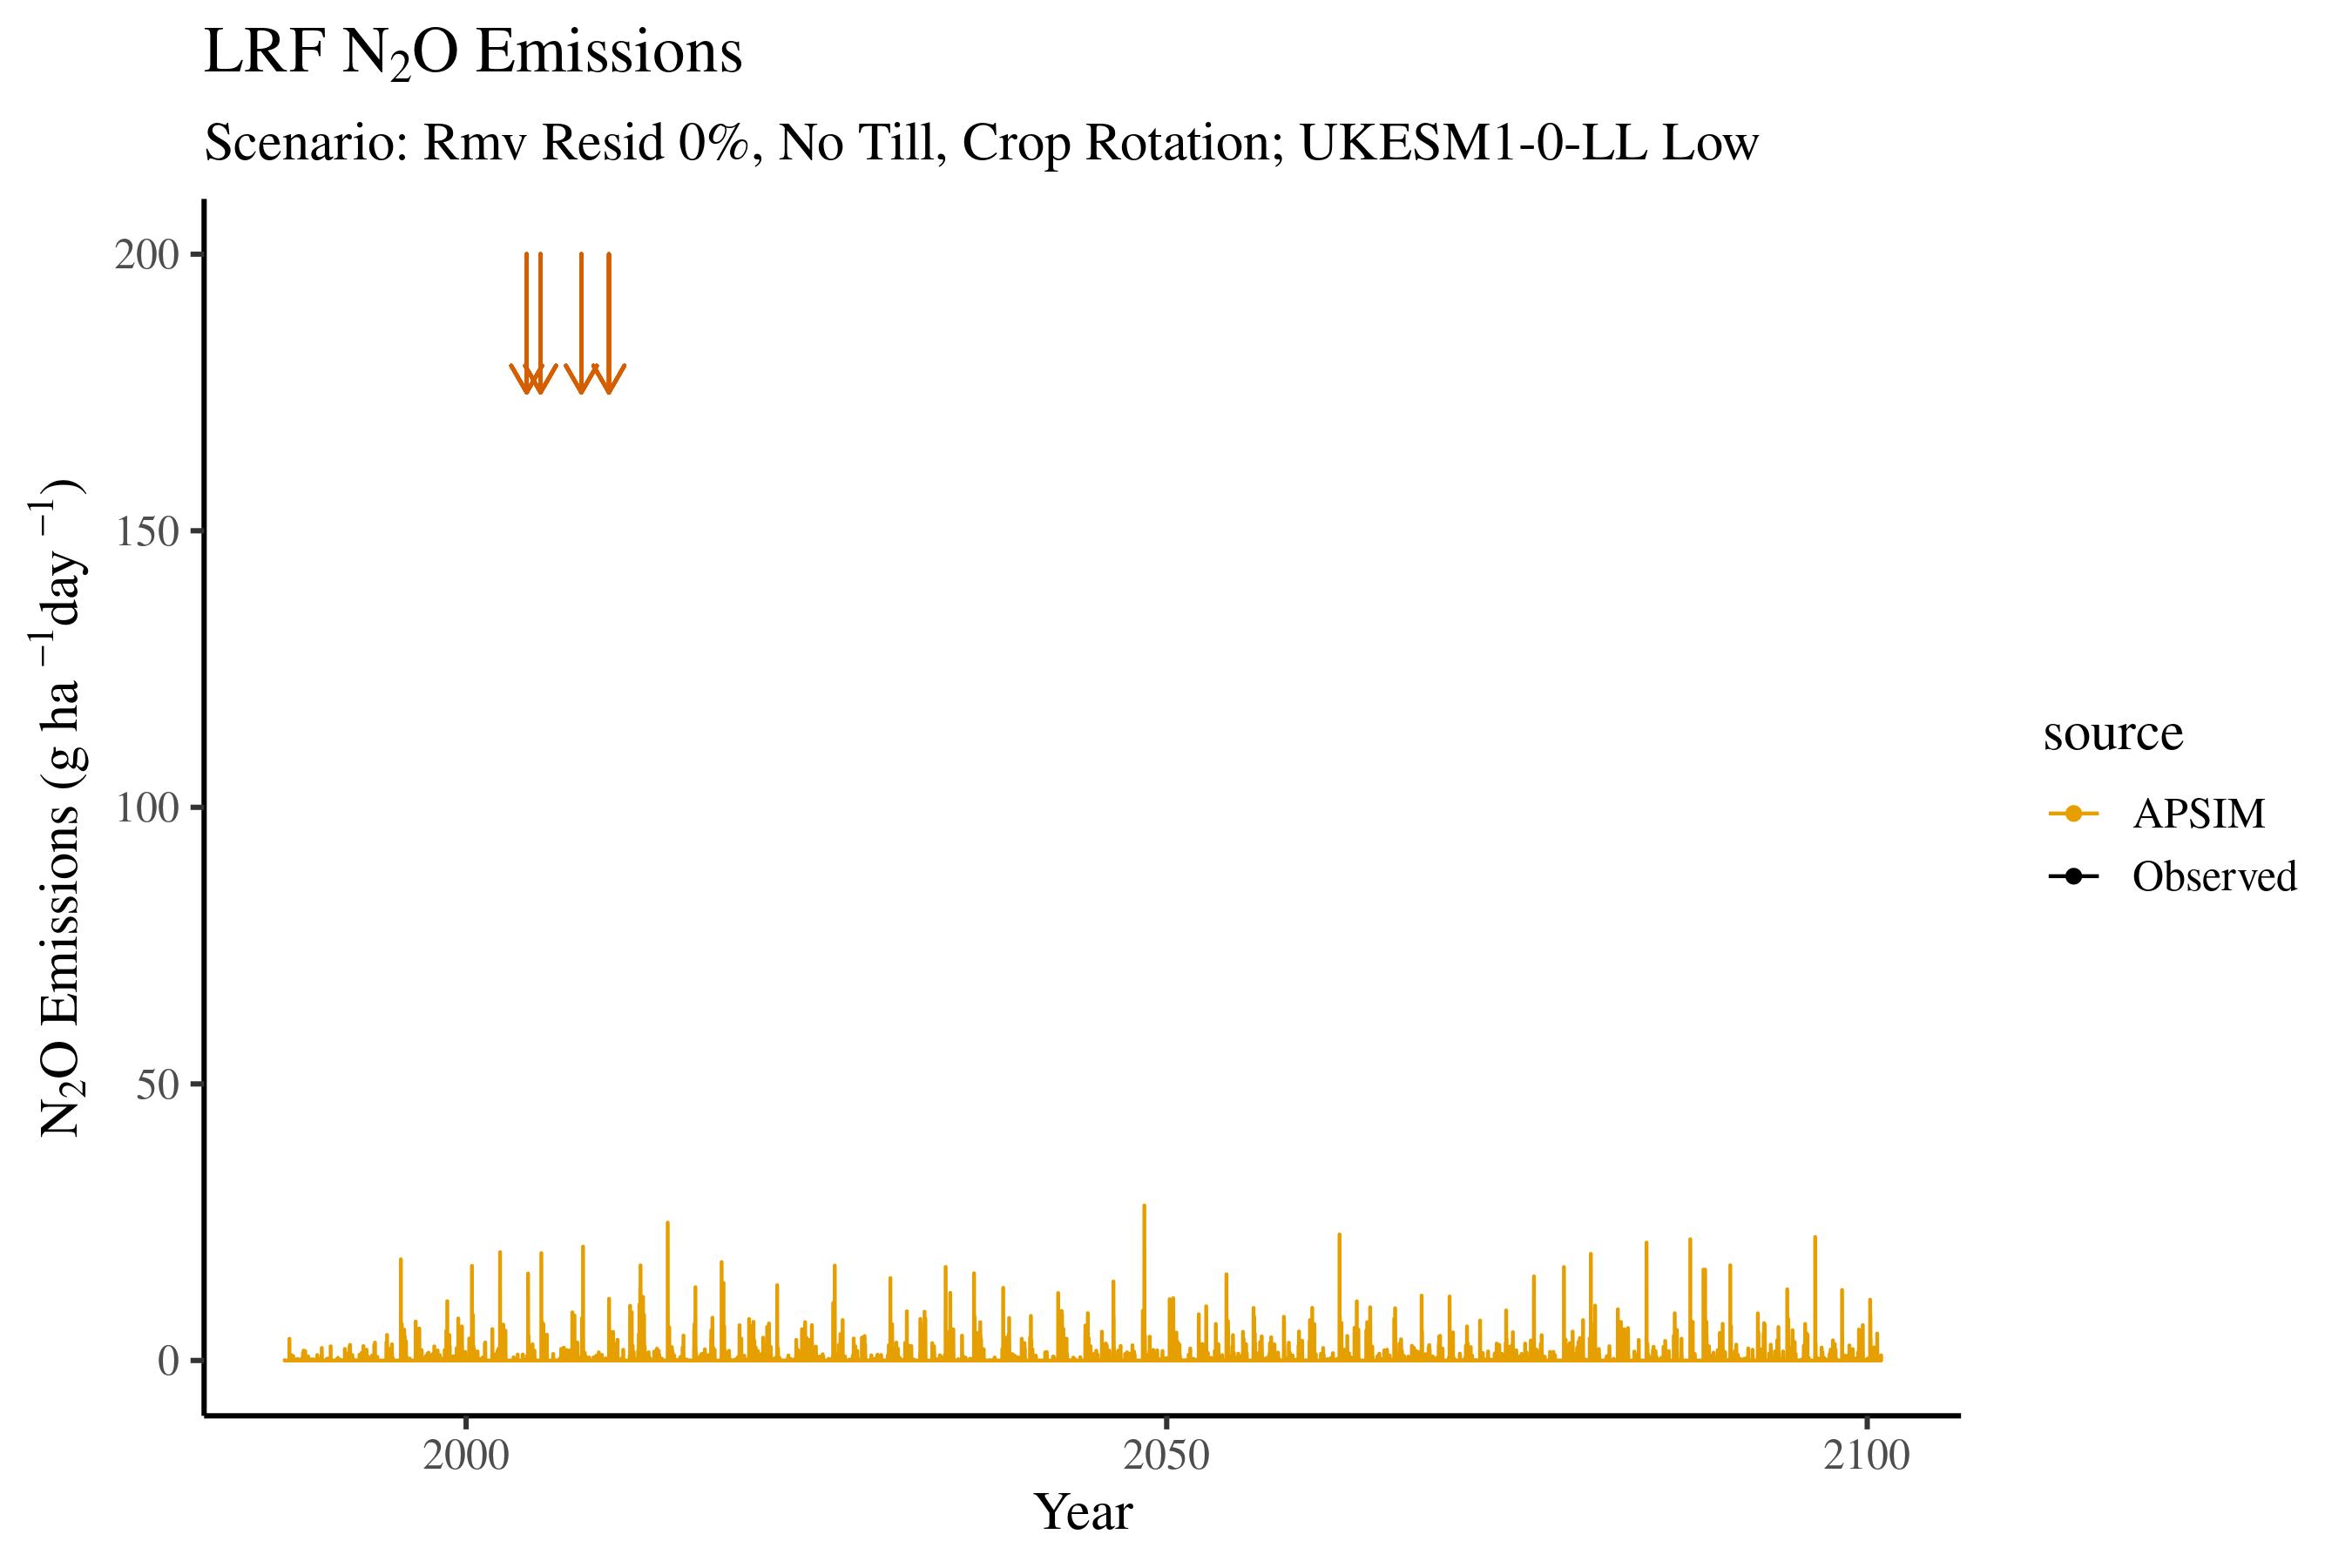 LRF N₂O Emissions
Scenario: Rmv Resid 0%, No Till, Crop Rotation; UKESM1-0-LL Low
N₂O Emissions (g ha ⁻¹day ⁻¹)
200
150
100
50
0
2000
2050
2100
Year
source
APSIM
Observed